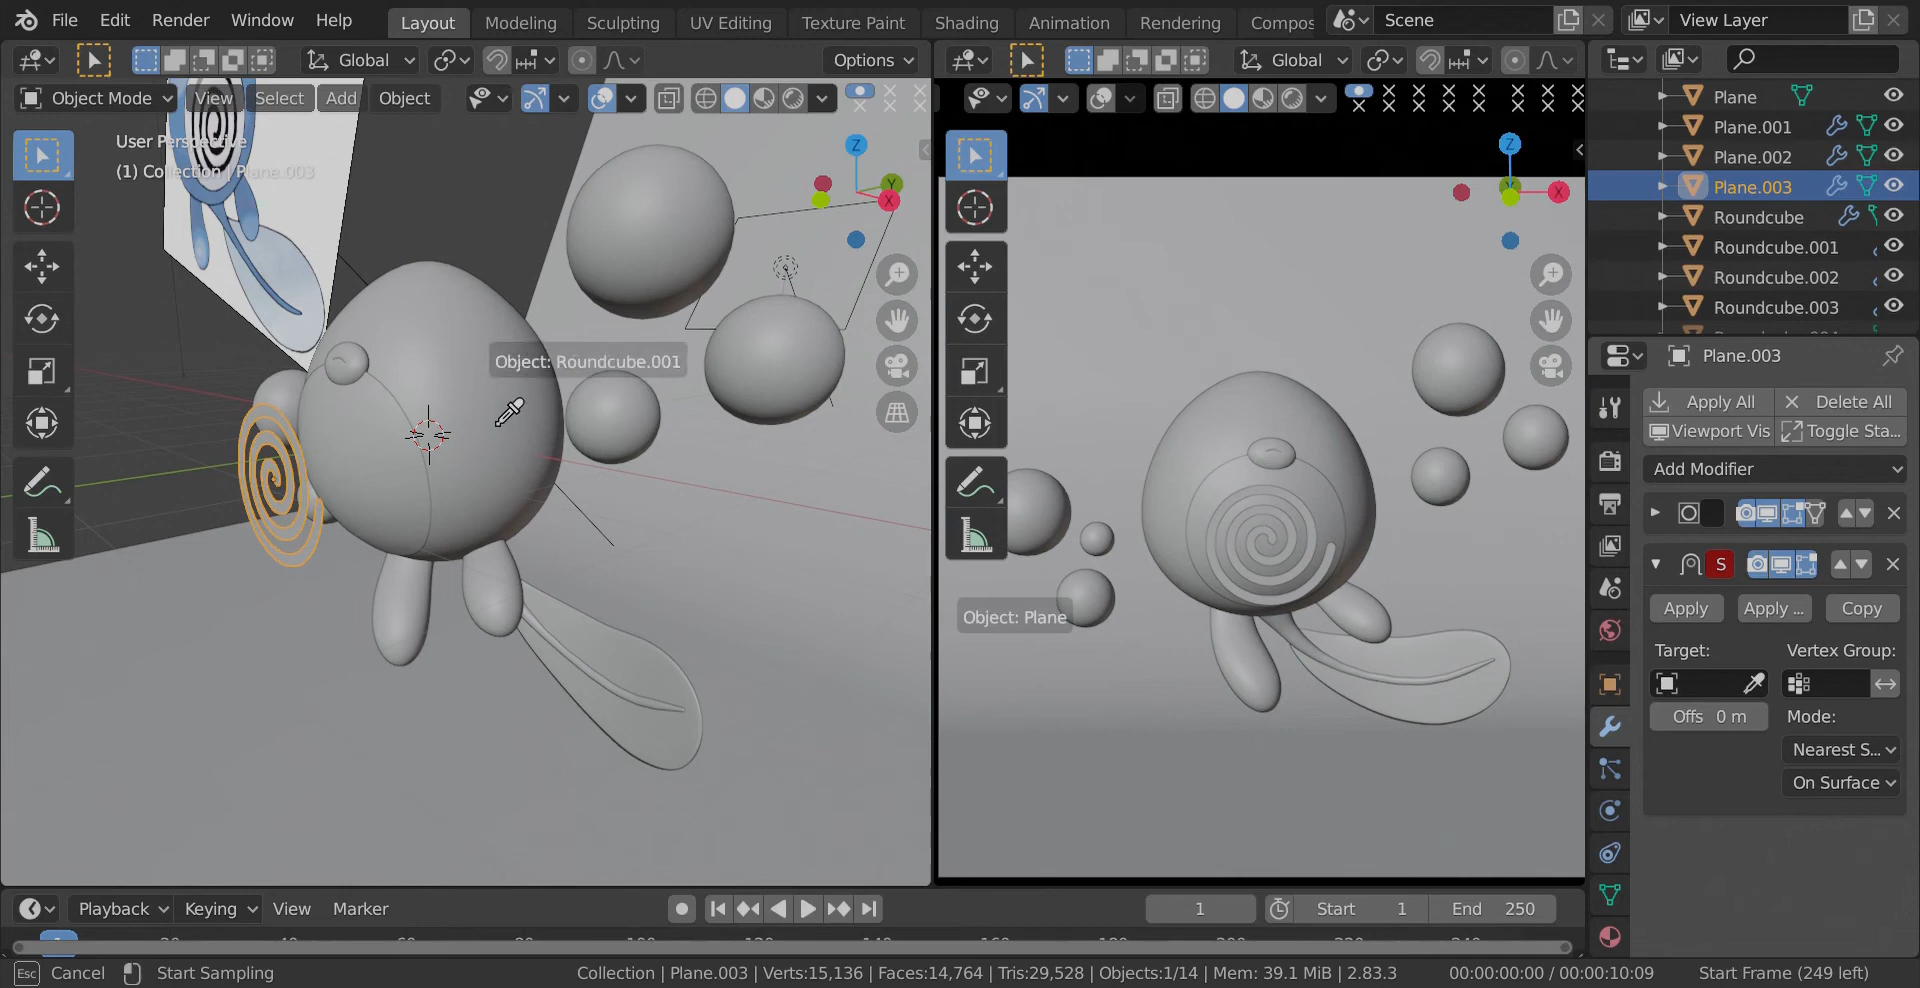 File Edit Render Window Help Layout Modeling Sculpting UV Editing Texture Paint Shading Animation Rendering Compos Scene View Layer
Global Options Global
Object Mode View Select Add Object
User Perspective
(1) Collection | Plane.003
Z
Y
X
Object: Roundcube.001
Z
Y
X
Object: Plane
Plane
Plane.001
Plane.002
Plane.003
Roundcube
Roundcube.001
Roundcube.002
Roundcube.003
Plane.003
Apply All Delete All
Viewport Vis Toggle Sta...
Add Modifier
S
Apply Apply ... Copy
Target: Vertex Group:
Offs 0 m Mode:
Nearest S...
On Surface
Playback Keying View Marker 1 Start 1 End 250
Esc Cancel Start Sampling Collection | Plane.003 | Verts:15,136 | Faces:14,764 | Tris:29,528 | Objects:1/14 | Mem: 39.1 MiB | 2.83.3 00:00:00:00 / 00:00:10:09 Start Frame (249 left)